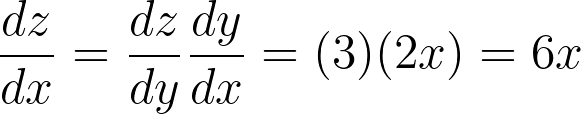 dz/dx = dz/dy dy/dx = (3)(2x) = 6x